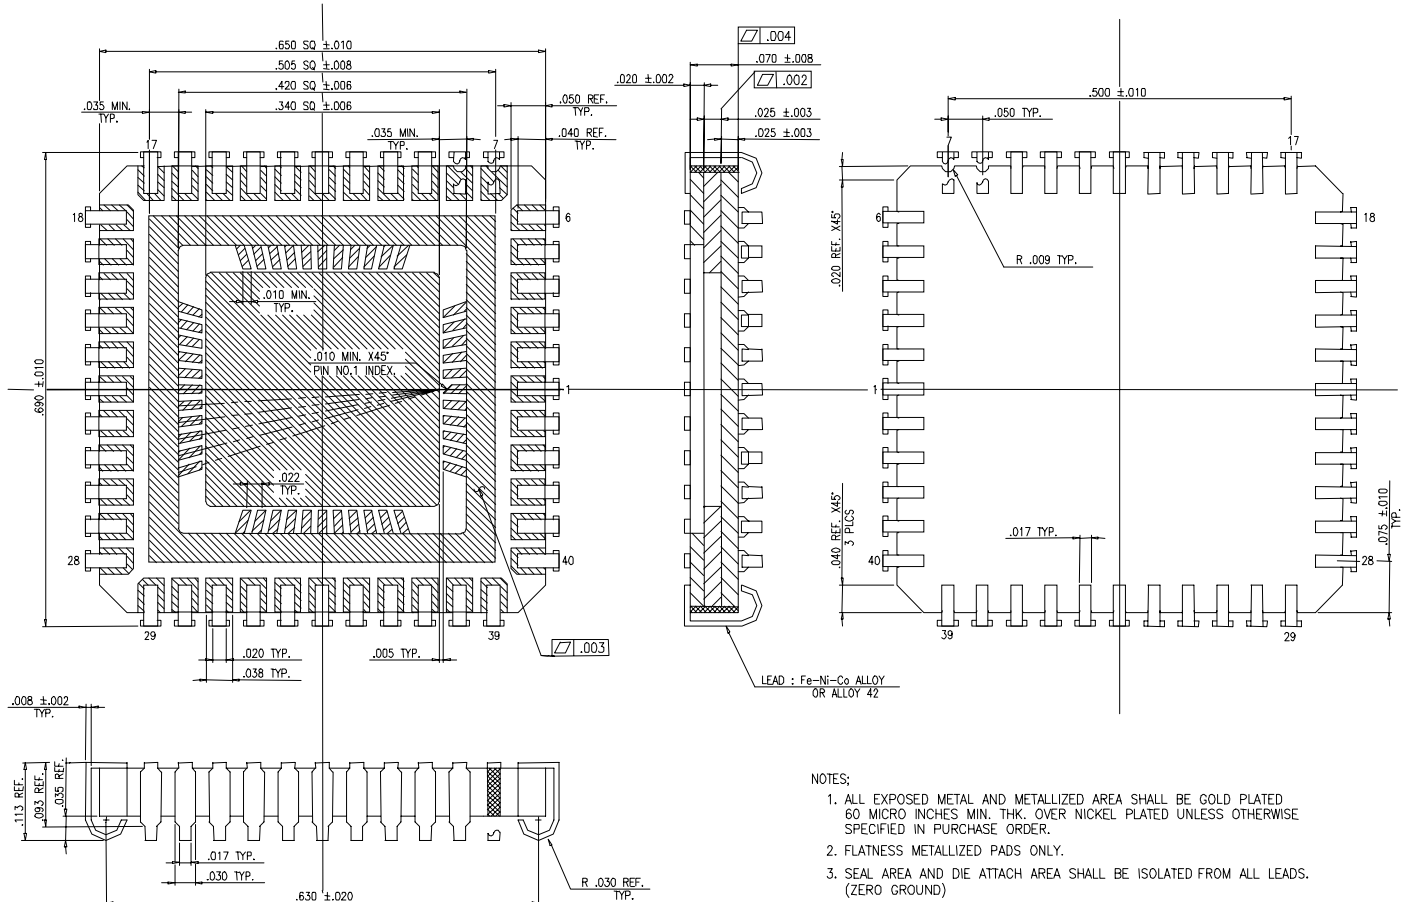 .650 SQ ±.010
.505 SQ ±.008
.420 SQ ±.006
.340 SQ ±.006
.035 MIN.
TYP.
.035 MIN.
TYP.
.050 REF.
TYP.
.040 REF.
TYP.
17
7
18
6
.690 ±.010
.010 MIN.
TYP.
.010 MIN. X45°
PIN NO.1 INDEX.
1
.022
TYP.
28
40
29
39
.020 TYP.
.038 TYP.
.005 TYP.
.003
.004
.070 ±.008
.002
.020 ±.002
.025 ±.003
.025 ±.003
LEAD : Fe-Ni-Co ALLOY
OR ALLOY 42
.500 ±.010
.050 TYP.
7
17
6
18
.020 REF. X45°
R .009 TYP.
1
.040 REF. X45°
3 PLCS
.017 TYP.
.075 ±.010
TYP.
40
28
39
29
.008 ±.002
TYP.
.113 REF.
.093 REF.
.035 REF.
.017 TYP.
.030 TYP.
.630 ±.020
R .030 REF.
TYP.
NOTES;
1. ALL EXPOSED METAL AND METALLIZED AREA SHALL BE GOLD PLATED
60 MICRO INCHES MIN. THK. OVER NICKEL PLATED UNLESS OTHERWISE
SPECIFIED IN PURCHASE ORDER.
2. FLATNESS METALLIZED PADS ONLY.
3. SEAL AREA AND DIE ATTACH AREA SHALL BE ISOLATED FROM ALL LEADS.
(ZERO GROUND)